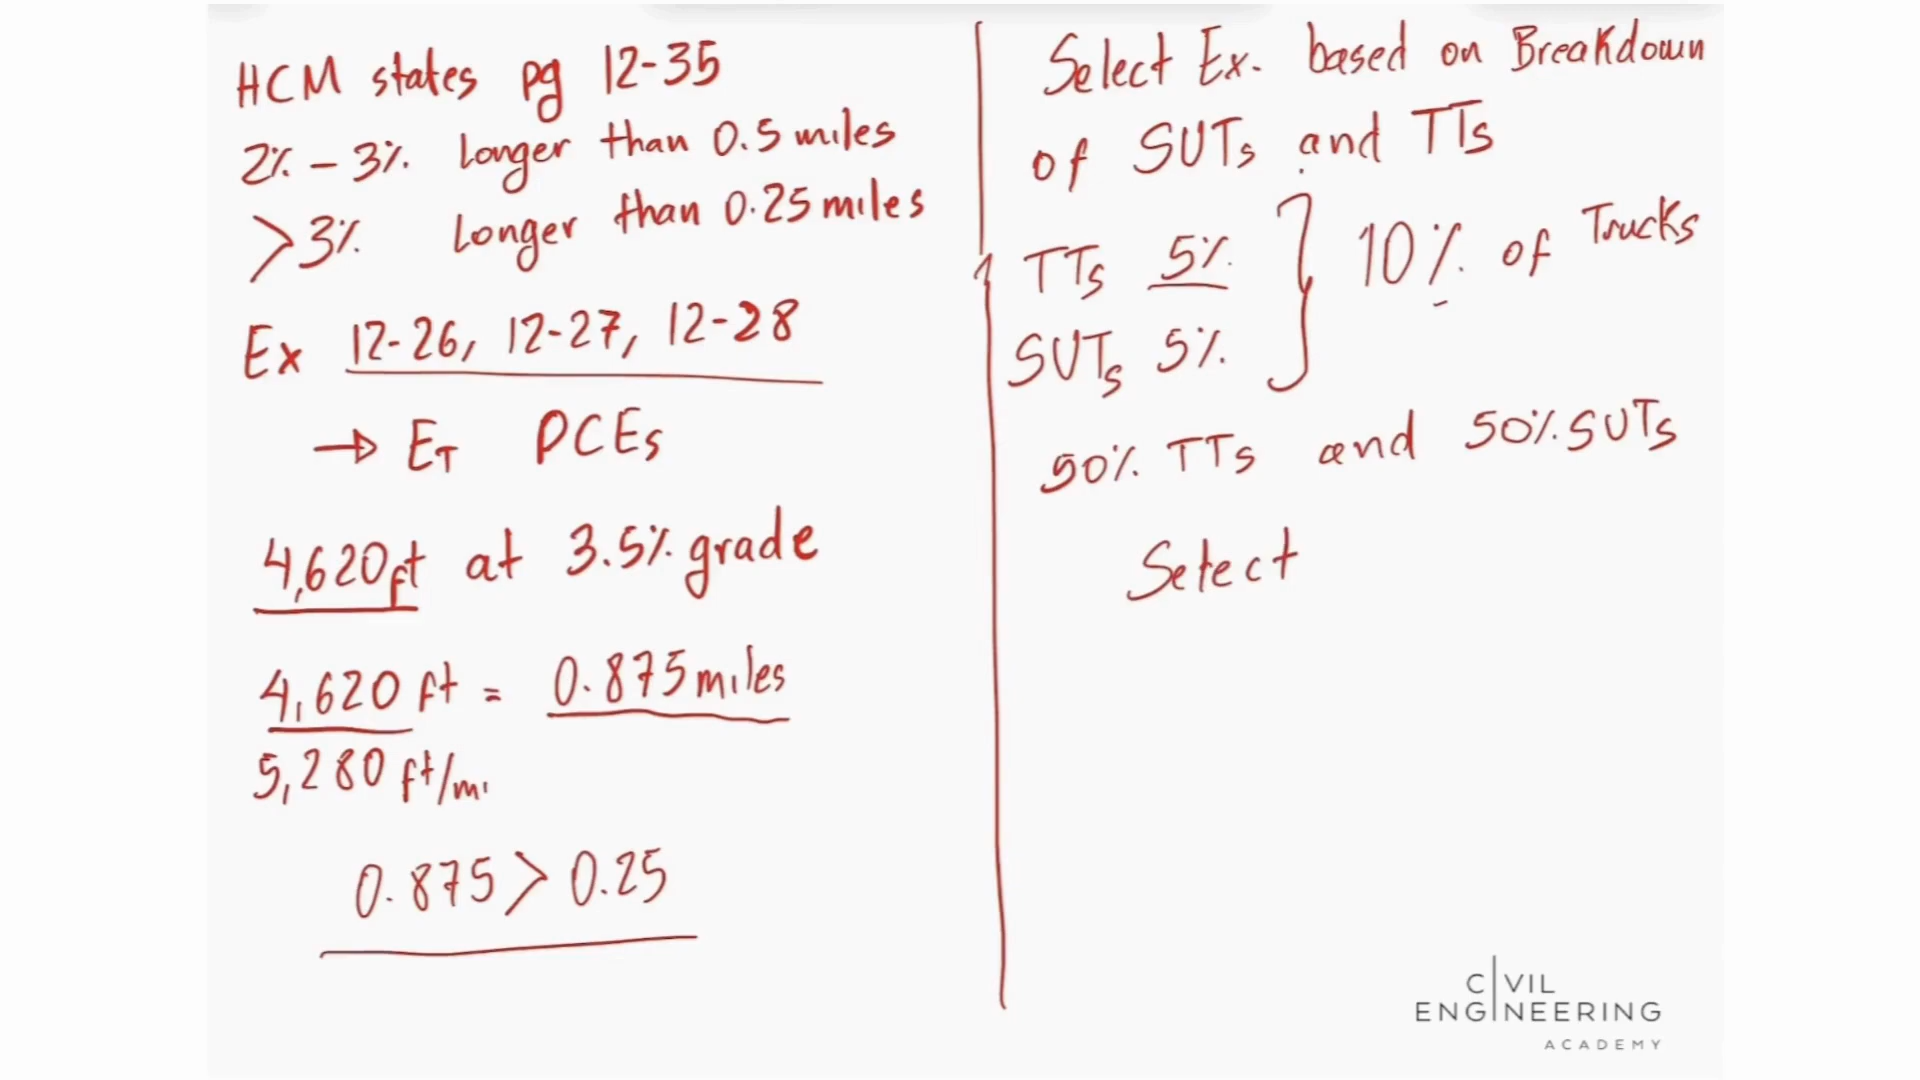 HCM states pg 12-35
2% - 3% longer than 0.5 miles
>3% longer than 0.25 miles
Ex 12-26, 12-27, 12-28
→ ET PCEs
4,620ft at 3.5% grade
4,620 ft = 0.875 miles
5,280 ft/mi
0.875 > 0.25
Select Ex. based on Breakdown
of SUTs and TTs
TTs 5% } 10% of Trucks
SUTs 5%
50% TTs and 50% SUTs
Select
CIVIL
ENGINEERING
ACADEMY